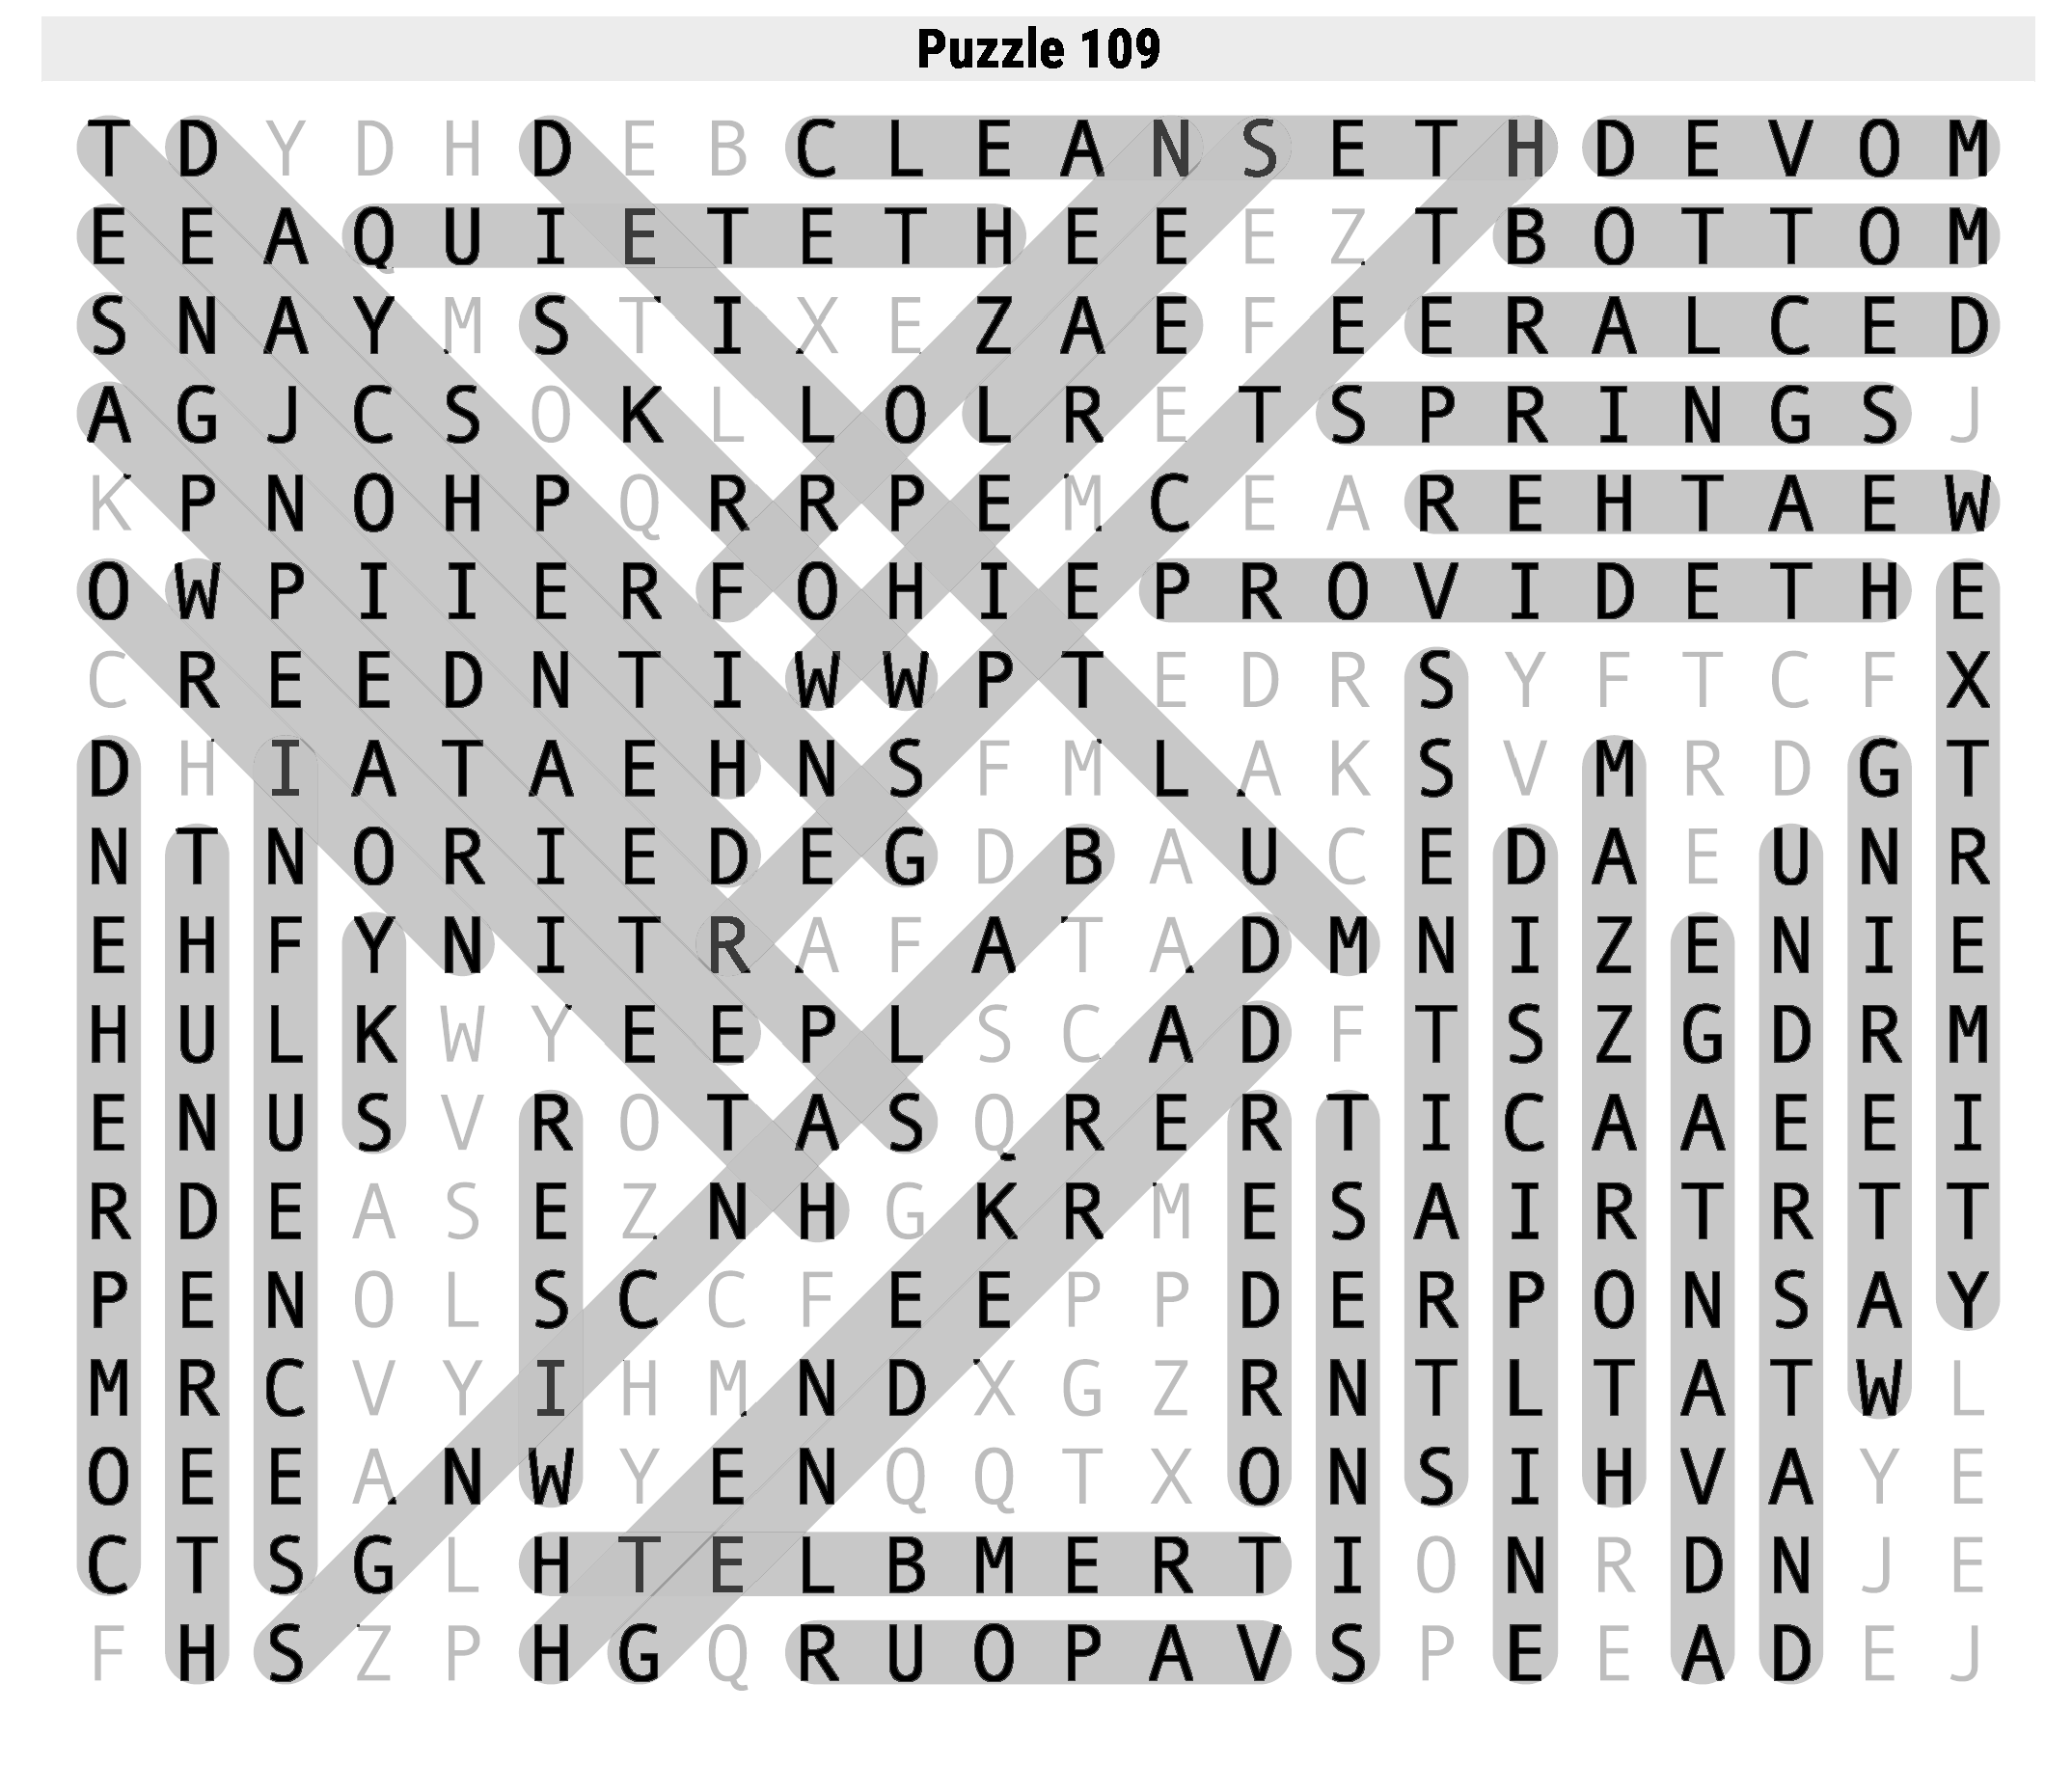 Puzzle 109
T D Y D H D E B C L E A N S E T H D E V O M
E E A Q U I E T E T H E E E Z T B O T T O M
S N A Y M S T I X E Z A E F E E R A L C E D
A G J C S O K L L O L R E T S P R I N G S J
K P N O H P Q R R P E M C E A R E H T A E W
O W P I I E R F O H I E P R O V I D E T H E
C R E E D N T I W W P T E D R S Y F T C F X
D H I A T A E H N S F M L A K S V M R D G T
N T N O R I E D E G D B A U C E D A E U N R
E H F Y N I T R A F A T A D M N I Z E N I E
H U L K W Y E E P L S C A D F T S Z G D R M
E N U S V R O T A S Q R E R T I C A A E E I
R D E A S E Z N H G K R M E S A I R T R T T
P E N O L S C C F E E P P D E R P O N S A Y
M R C V Y I H M N D X G Z R N T L T A T W L
O E E A N W Y E N Q Q T X O N S I H V A Y E
C T S G L H T E L B M E R T I O N R D N J E
F H S Z P H G Q R U O P A V S P E E A D E J